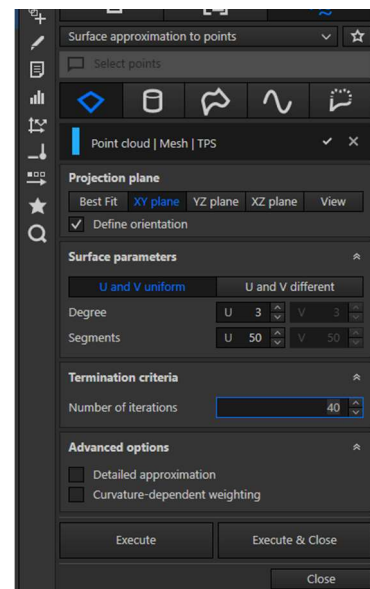 Surface approximation to points
Select points
Point cloud | Mesh | TPS
Projection plane
Best Fit XY plane YZ plane XZ plane View
Define orientation
Surface parameters
U and V uniform U and V different
Degree U 3 V 3
Segments U 50 V 50
Termination criteria
Number of iterations 40
Advanced options
Detailed approximation
Curvature-dependent weighting
Execute Execute & Close
Close